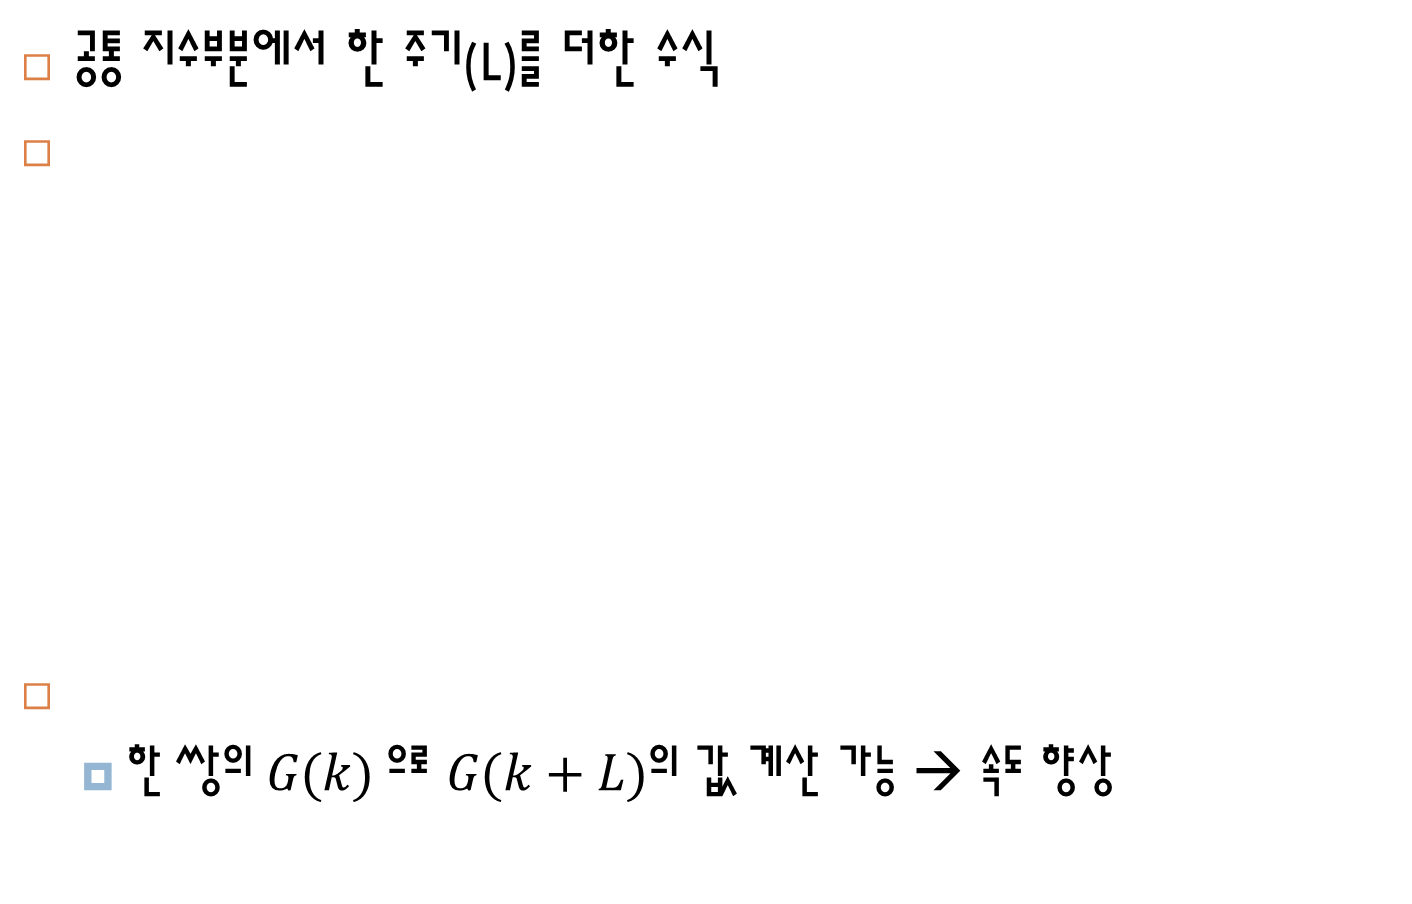 공통 지수부분에서 한 주기(L)를 더한 수식
한 쌍의 G(k) 으로 G(k + L)의 값 계산 가능 → 속도 향상